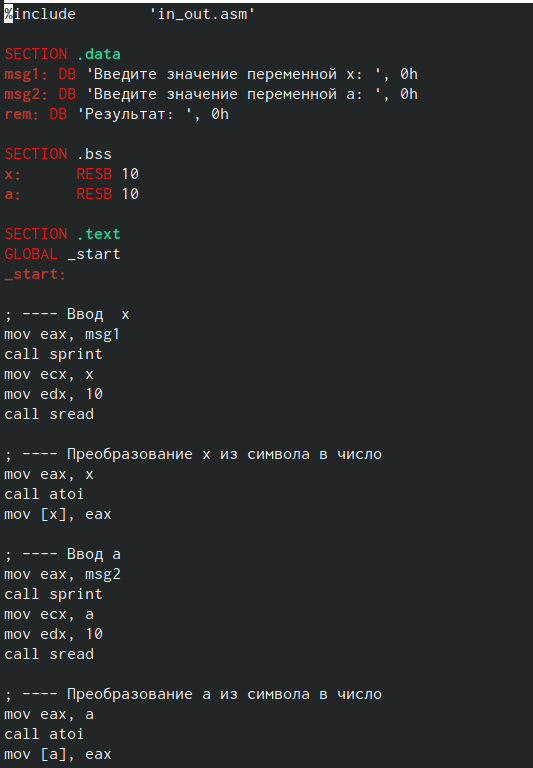 %include 'in_out.asm'
SECTION .data
msg1: DB 'Введите значение переменной x: ', 0h
msg2: DB 'Введите значение переменной a: ', 0h
rem: DB 'Результат: ', 0h
SECTION .bss
x: RESB 10
a: RESB 10
SECTION .text
GLOBAL _start
_start:
; ---- Ввод  x
mov eax, msg1
call sprint
mov ecx, x
mov edx, 10
call sread
; ---- Преобразование x из символа в число
mov eax, x
call atoi
mov [x], eax
; ---- Ввод a
mov eax, msg2
call sprint
mov ecx, a
mov edx, 10
call sread
; ---- Преобразование a из символа в число
mov eax, a
call atoi
mov [a], eax